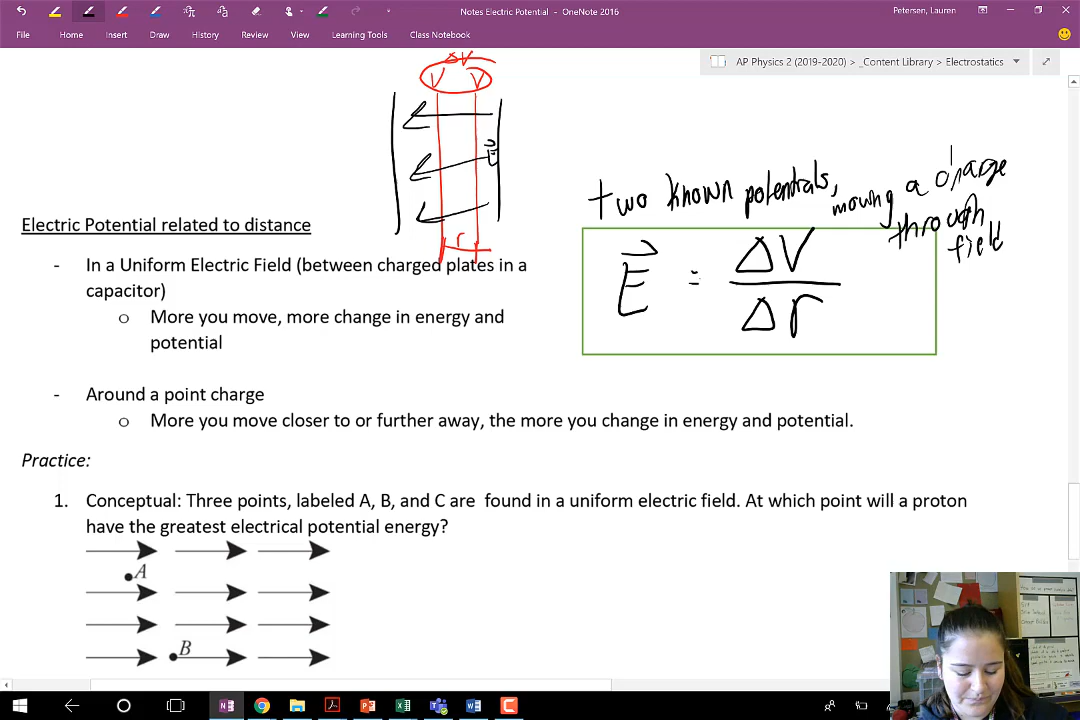 Notes Electric Potential - OneNote 2016
Petersen, Lauren
File Home Insert Draw History Review View Learning Tools Class Notebook
AP Physics 2 (2019-2020) > _Content Library > Electrostatics
ΔV
V V
E
r
two known potentials, moving a charge
through
field
E = ΔV
Δr
Electric Potential related to distance
- In a Uniform Electric Field (between charged plates in a
capacitor)
o More you move, more change in energy and
potential
- Around a point charge
o More you move closer to or further away, the more you change in energy and potential.
Practice:
1. Conceptual: Three points, labeled A, B, and C are found in a uniform electric field. At which point will a proton
have the greatest electrical potential energy?
A
B